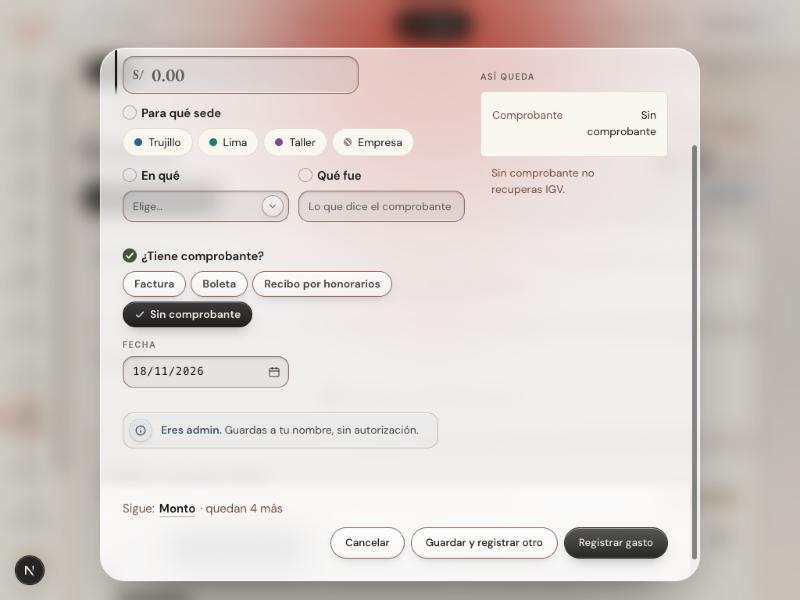 S/ 0.00
Para qué sede
Trujillo Lima Taller Empresa
En qué Qué fue
Elige... Lo que dice el comprobante
¿Tiene comprobante?
Factura Boleta Recibo por honorarios
Sin comprobante
FECHA
18/11/2026
Eres admin. Guardas a tu nombre, sin autorización.
ASÍ QUEDA
Comprobante Sin
comprobante
Sin comprobante no
recuperas IGV.
Sigue: Monto · quedan 4 más
Cancelar Guardar y registrar otro Registrar gasto
N